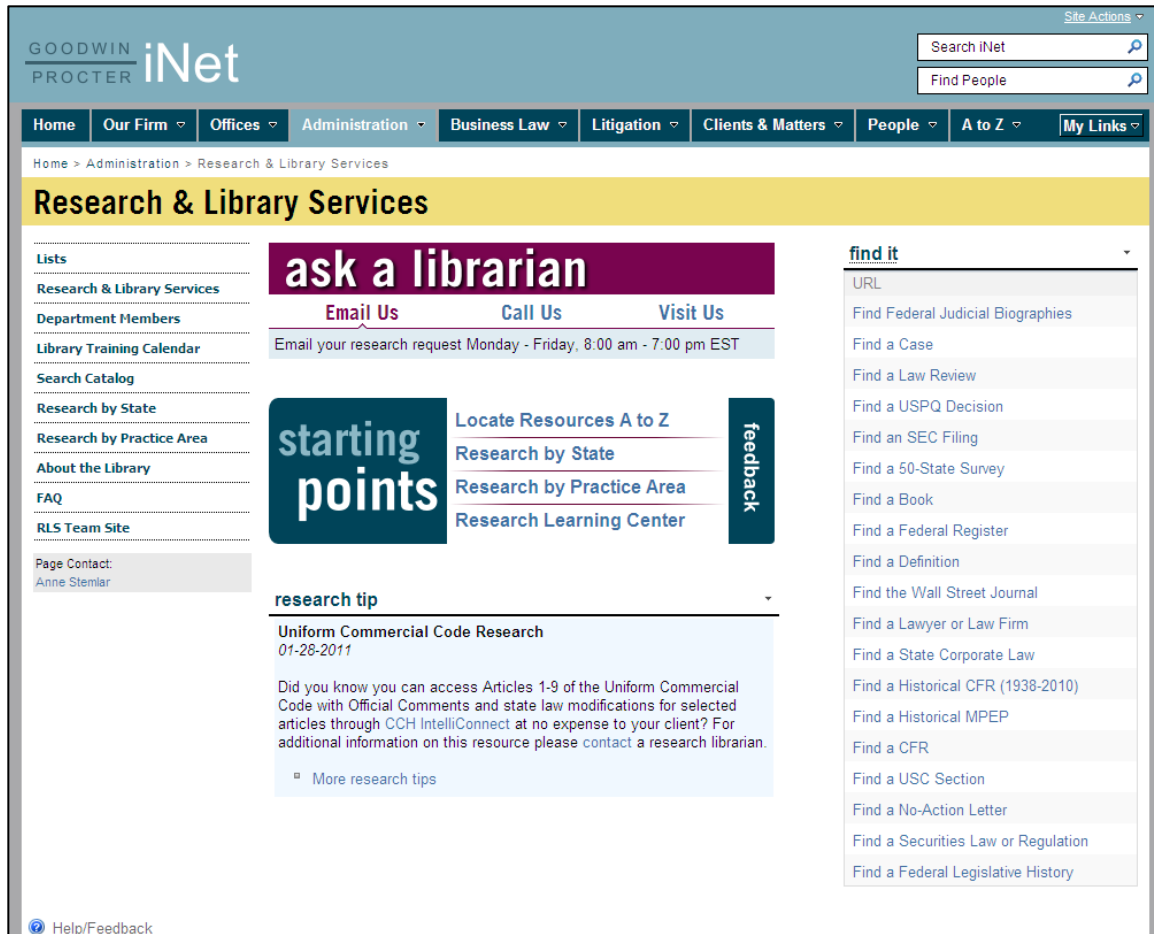 Site Actions
GOODWIN
PROCTER
iNet
Search iNet
Find People
Home
Our Firm
Offices
Administration
Business Law
Litigation
Clients & Matters
People
A to Z
My Links
Home > Administration > Research & Library Services
Research & Library Services
Lists
Research & Library Services
Department Members
Library Training Calendar
Search Catalog
Research by State
Research by Practice Area
About the Library
FAQ
RLS Team Site
Page Contact:
Anne Stemlar
ask a librarian
Email Us
Call Us
Visit Us
Email your research request Monday - Friday, 8:00 am - 7:00 pm EST
starting
points
Locate Resources A to Z
Research by State
Research by Practice Area
Research Learning Center
feedback
research tip
Uniform Commercial Code Research
01-28-2011
Did you know you can access Articles 1-9 of the Uniform Commercial
Code with Official Comments and state law modifications for selected
articles through CCH IntelliConnect at no expense to your client? For
additional information on this resource please contact a research librarian.
More research tips
find it
URL
Find Federal Judicial Biographies
Find a Case
Find a Law Review
Find a USPQ Decision
Find an SEC Filing
Find a 50-State Survey
Find a Book
Find a Federal Register
Find a Definition
Find the Wall Street Journal
Find a Lawyer or Law Firm
Find a State Corporate Law
Find a Historical CFR (1938-2010)
Find a Historical MPEP
Find a CFR
Find a USC Section
Find a No-Action Letter
Find a Securities Law or Regulation
Find a Federal Legislative History
Help/Feedback